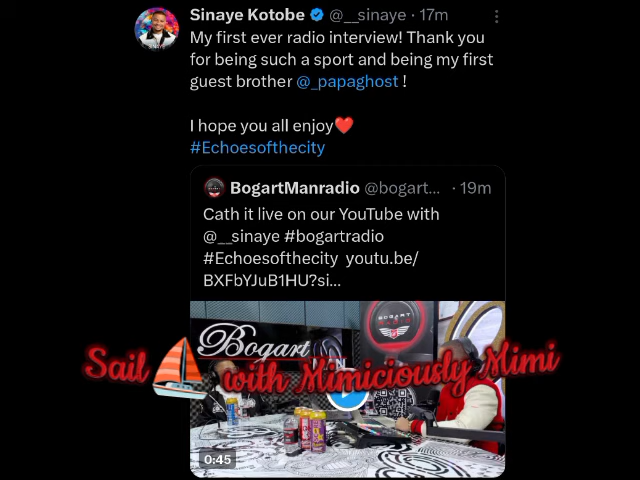 Sinaye Kotobe @__sinaye · 17m
My first ever radio interview! Thank you
for being such a sport and being my first
guest brother @_papaghost !
I hope you all enjoy❤️
#Echoesofthecity
BogartManradio @bogart... · 19m
Cath it live on our YouTube with
@__sinaye #bogartradio
#Echoesofthecity youtu.be/
BXFbYJuB1HU?si...
BOGART
Bogart
Sail with Mimiciously Mimi
0:45